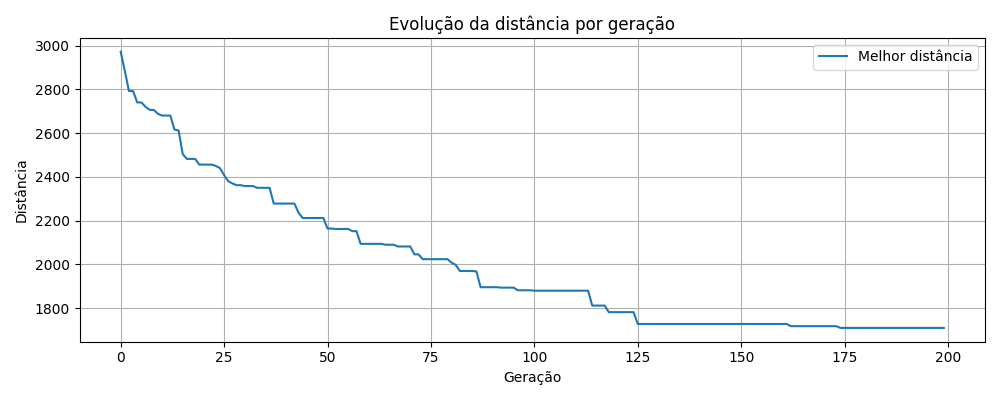 Evolução da distância por geração
Melhor distância
Distância
3000
2800
2600
2400
2200
2000
1800
0 25 50 75 100 125 150 175 200
Geração